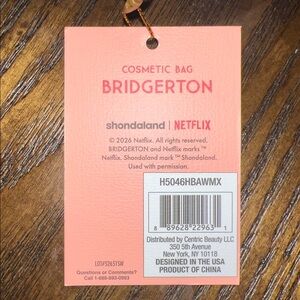 COSMETIC BAG
BRIDGERTON
shondaland | NETFLIX
© 2026 Netflix. All rights reserved.
BRIDGERTON and Netflix marks ™
Netflix. Shondaland mark ™ Shondaland.
Used with permission.
H5046HBAWMX
8 89628 22963 1
Distributed by Centric Beauty LLC
350 5th Avenue
New York, NY 10118
DESIGNED IN THE USA
PRODUCT OF CHINA
Questions or Comments?